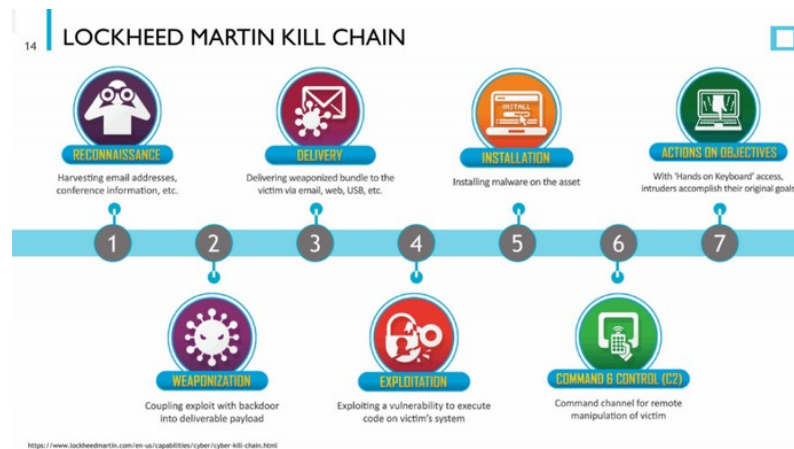 14
LOCKHEED MARTIN KILL CHAIN
RECONNAISSANCE
Harvesting email addresses,
conference information, etc.
DELIVERY
Delivering weaponized bundle to the
victim via email, web, USB, etc.
INSTALL
INSTALLATION
Installing malware on the asset
ACTIONS ON OBJECTIVES
With 'Hands on Keyboard' access,
intruders accomplish their original goals
1
2
3
4
5
6
7
WEAPONIZATION
Coupling exploit with backdoor
into deliverable payload
EXPLOITATION
Exploiting a vulnerability to execute
code on victim's system
COMMAND & CONTROL (C2)
Command channel for remote
manipulation of victim
https://www.lockheedmartin.com/en-us/capabilities/cyber/cyber-kill-chain.html